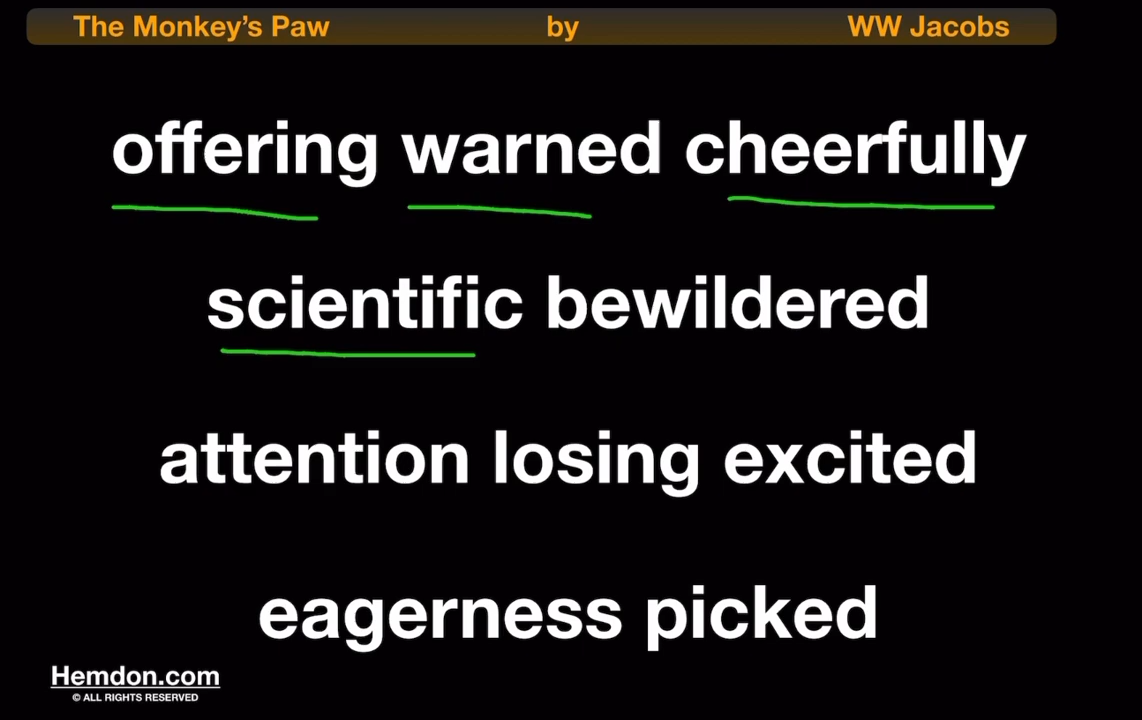 The Monkey's Paw by WW Jacobs
offering warned cheerfully
scientific bewildered
attention losing excited
eagerness picked
Hemdon.com
© ALL RIGHTS RESERVED